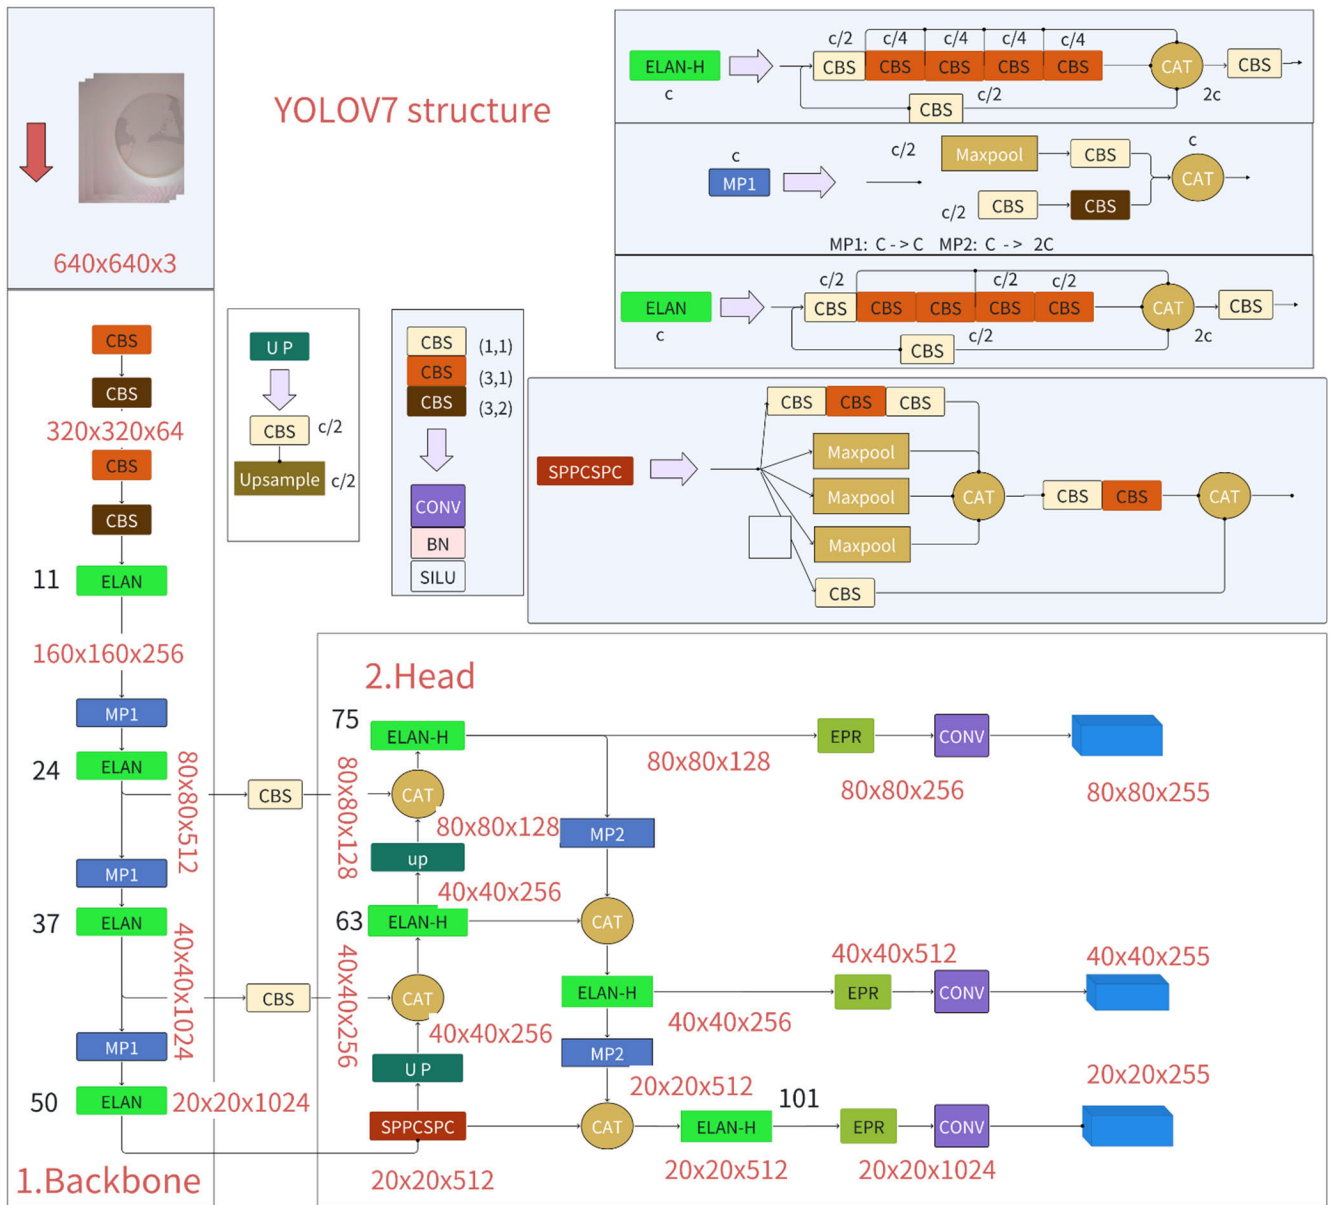 YOLOV7 structure
640x640x3
CBS
CBS
320x320x64
CBS
CBS
11 ELAN
160x160x256
MP1
24 ELAN
80x80x512
MP1
37 ELAN
40x40x1024
MP1
50 ELAN 20x20x1024
1.Backbone
CBS
CBS
U P
CBS c/2
Upsample c/2
CBS (1,1)
CBS (3,1)
CBS (3,2)
CONV
BN
SILU
c/2 c/4 c/4 c/4 c/4
ELAN-H CBS CBS CBS CBS CBS CAT CBS
c c/2 2c
CBS
c c/2 c
MP1 Maxpool CBS CAT
c/2 CBS CBS
MP1: C -> C MP2: C -> 2C
c/2 c/2 c/2
ELAN CBS CBS CBS CBS CBS CAT CBS
c c/2 2c
CBS
CBS CBS CBS
Maxpool
SPPCSPC Maxpool CAT CBS CBS CAT
Maxpool
CBS
2.Head
75 ELAN-H
80x80x128 EPR CONV
80x80x256 80x80x255
80x80x128
CAT
80x80x128 MP2
up
40x40x256
63 ELAN-H CAT
40x40x256
CAT
40x40x256
40x40x512 40x40x255
ELAN-H EPR CONV
40x40x256
U P MP2
20x20x512 20x20x255
101
SPPCSPC CAT ELAN-H EPR CONV
20x20x512 20x20x512 20x20x1024